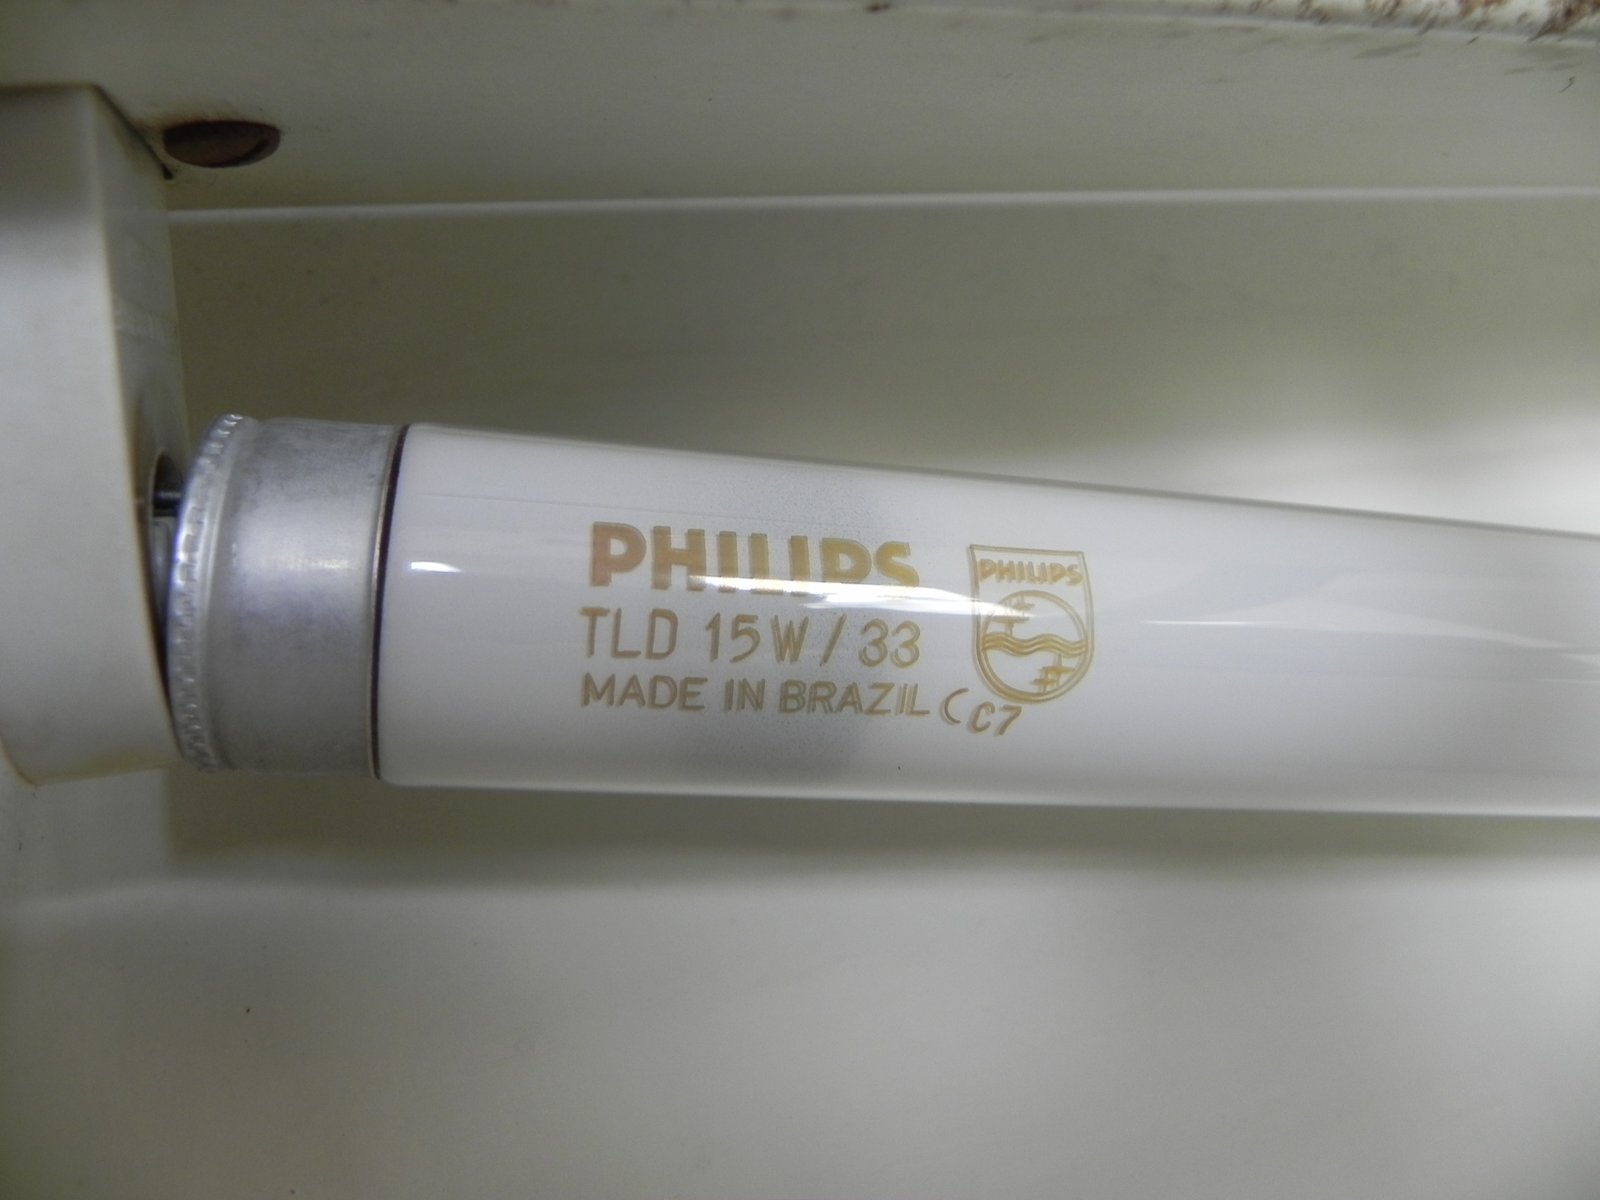 PHILIPS
TLD 15W/33
MADE IN BRAZIL
PHILIPS
C7